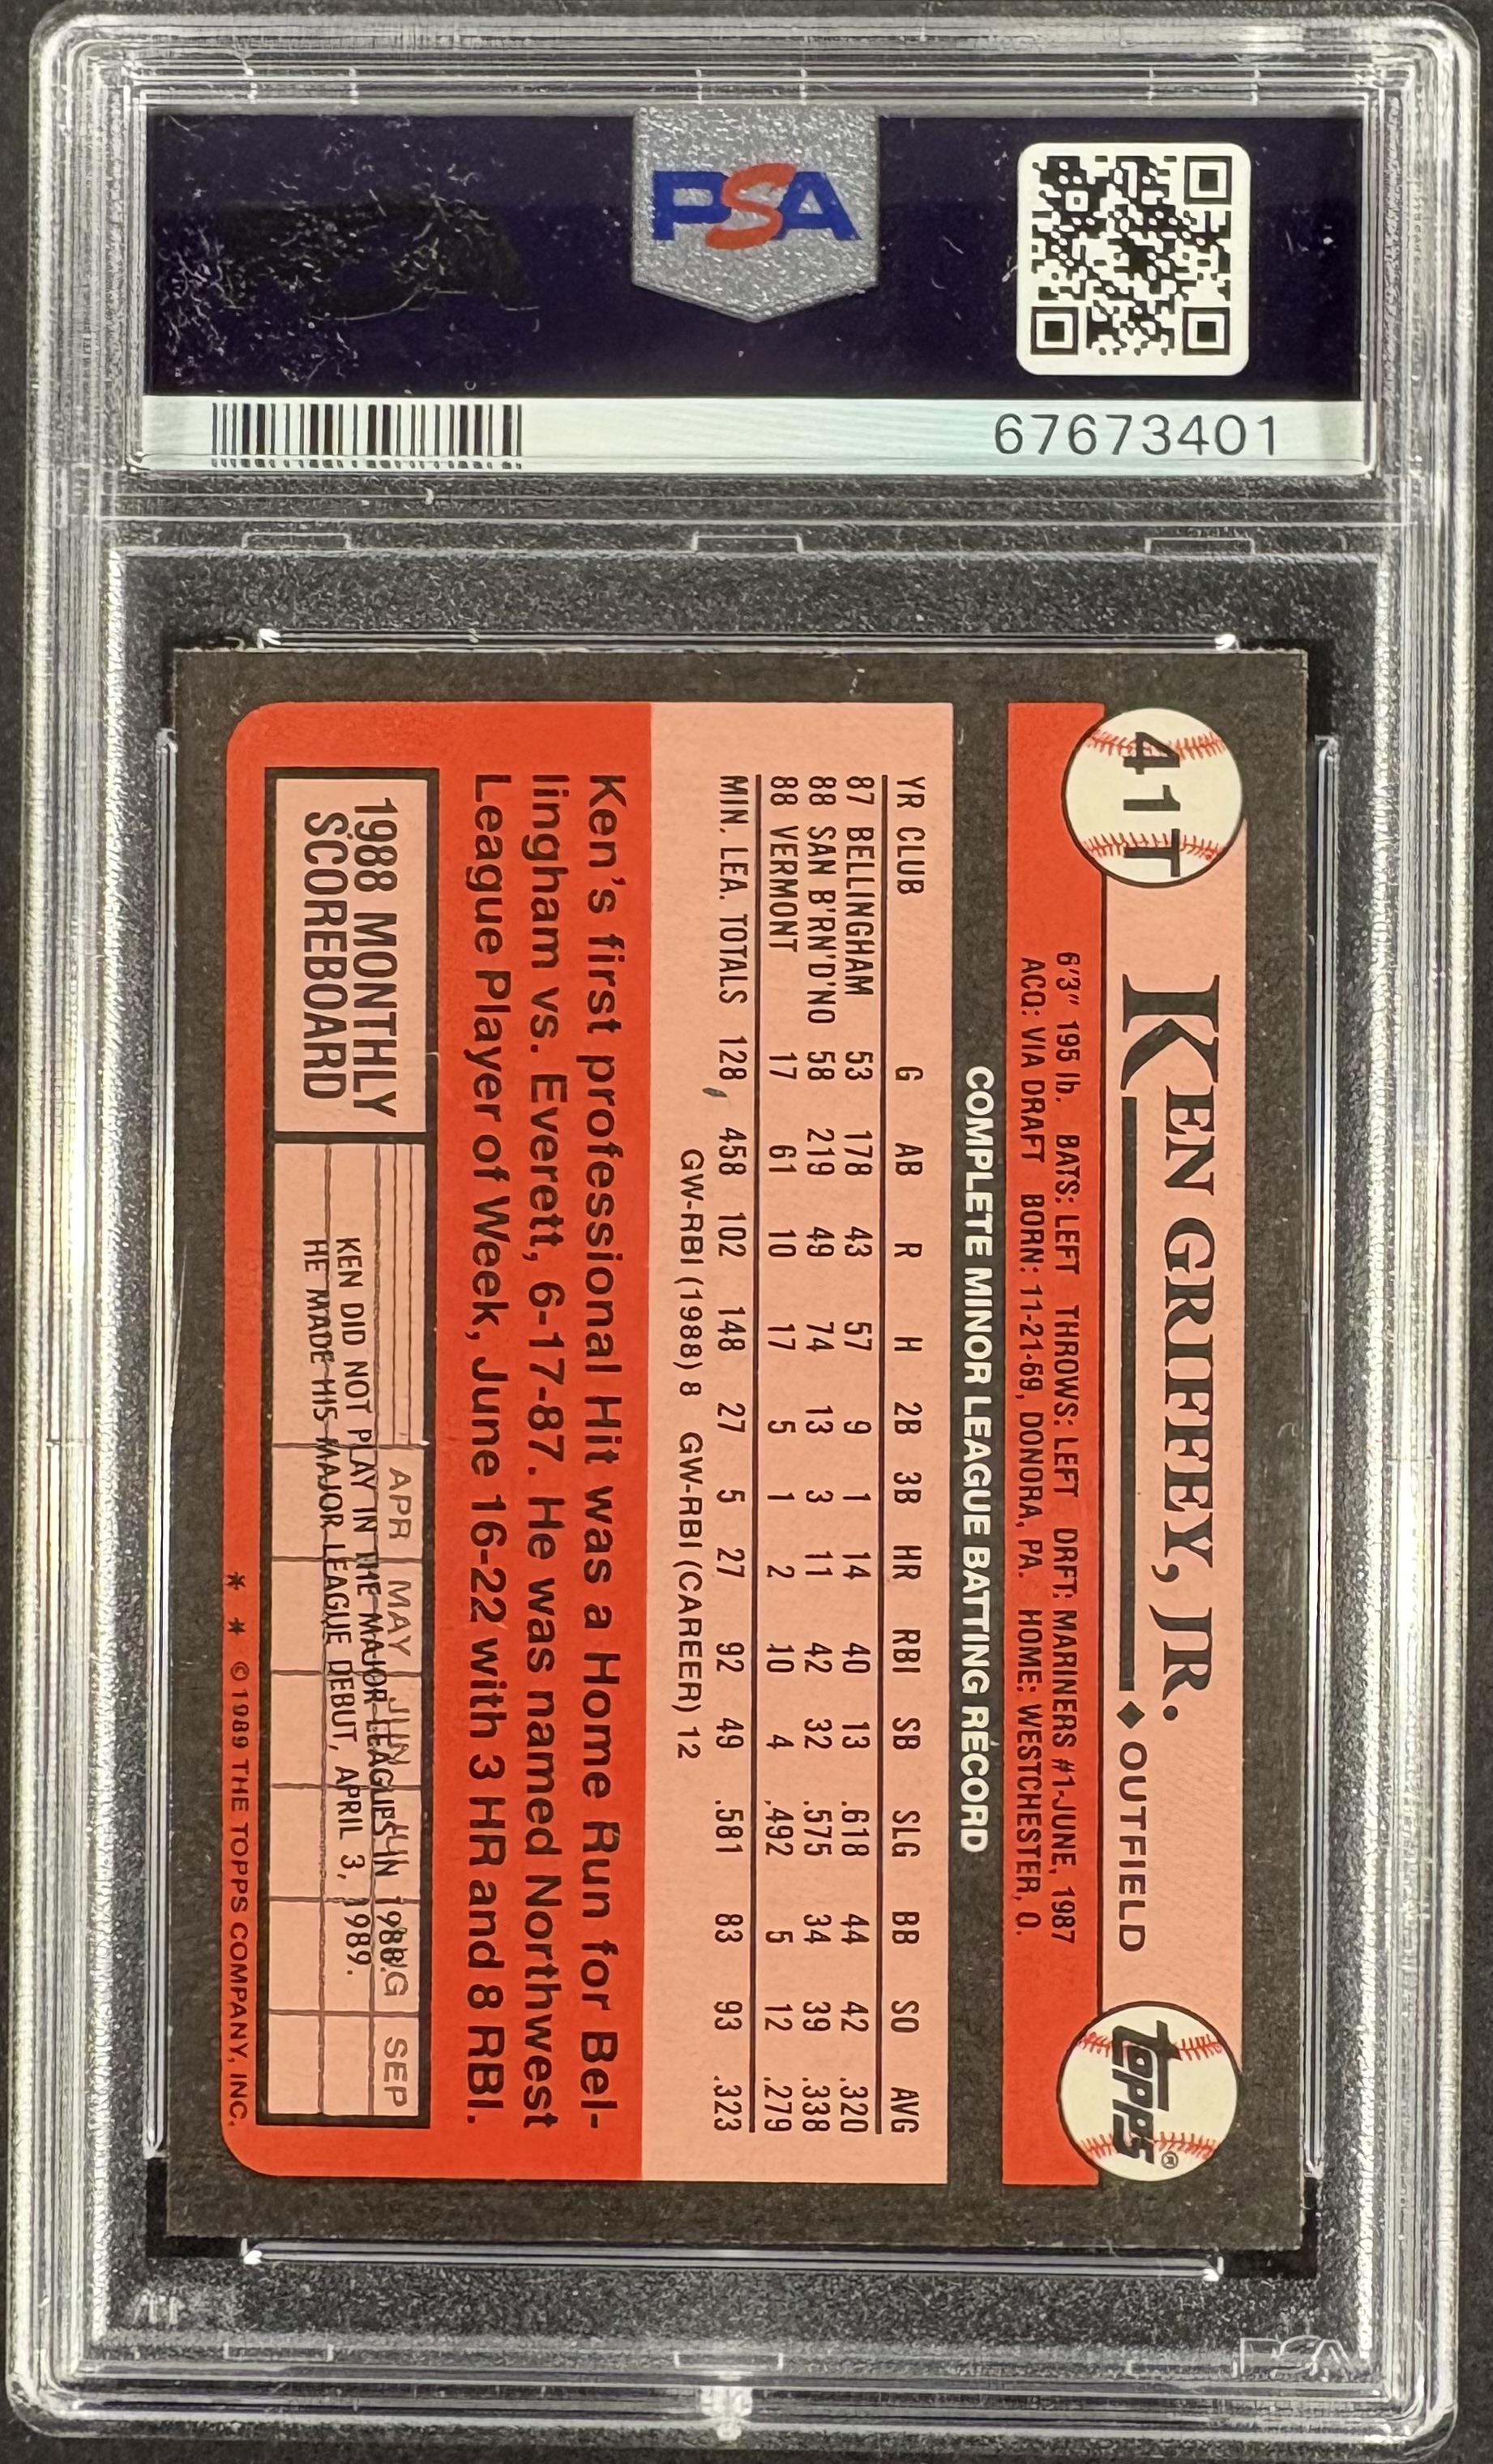 PSA
67673401
41T
KEN GRIFFEY, JR. ◆ OUTFIELD
topps®
6'3" 195 lb. BATS: LEFT THROWS: LEFT DRFT: MARINERS #1-JUNE, 1987
ACQ: VIA DRAFT BORN: 11-21-69, DONORA, PA. HOME: WESTCHESTER, O.
COMPLETE MINOR LEAGUE BATTING RECORD
YR CLUB G AB R H 2B 3B HR RBI SB SLG BB SO AVG
87 BELLINGHAM 53 178 43 57 9 1 14 40 13 .618 44 42 .320
88 SAN B'RN'D'NO 58 219 49 74 13 3 11 42 32 .575 34 39 .338
88 VERMONT 17 61 10 17 5 1 2 10 4 .492 5 12 .279
MIN. LEA. TOTALS 128 458 102 148 27 5 27 92 49 .581 83 93 .323
GW-RBI (1988) 8 GW-RBI (CAREER) 12
Ken's first professional Hit was a Home Run for Bel-
lingham vs. Everett, 6-17-87. He was named Northwest
League Player of Week, June 16-22 with 3 HR and 8 RBI.
1988 MONTHLY
SCOREBOARD
APR MAY JUN JUL AUG SEP
KEN DID NOT PLAY IN THE MAJOR LEAGUES IN 1988.
HE MADE HIS MAJOR LEAGUE DEBUT, APRIL 3, 1989.
* * © 1989 THE TOPPS COMPANY, INC.
PSA